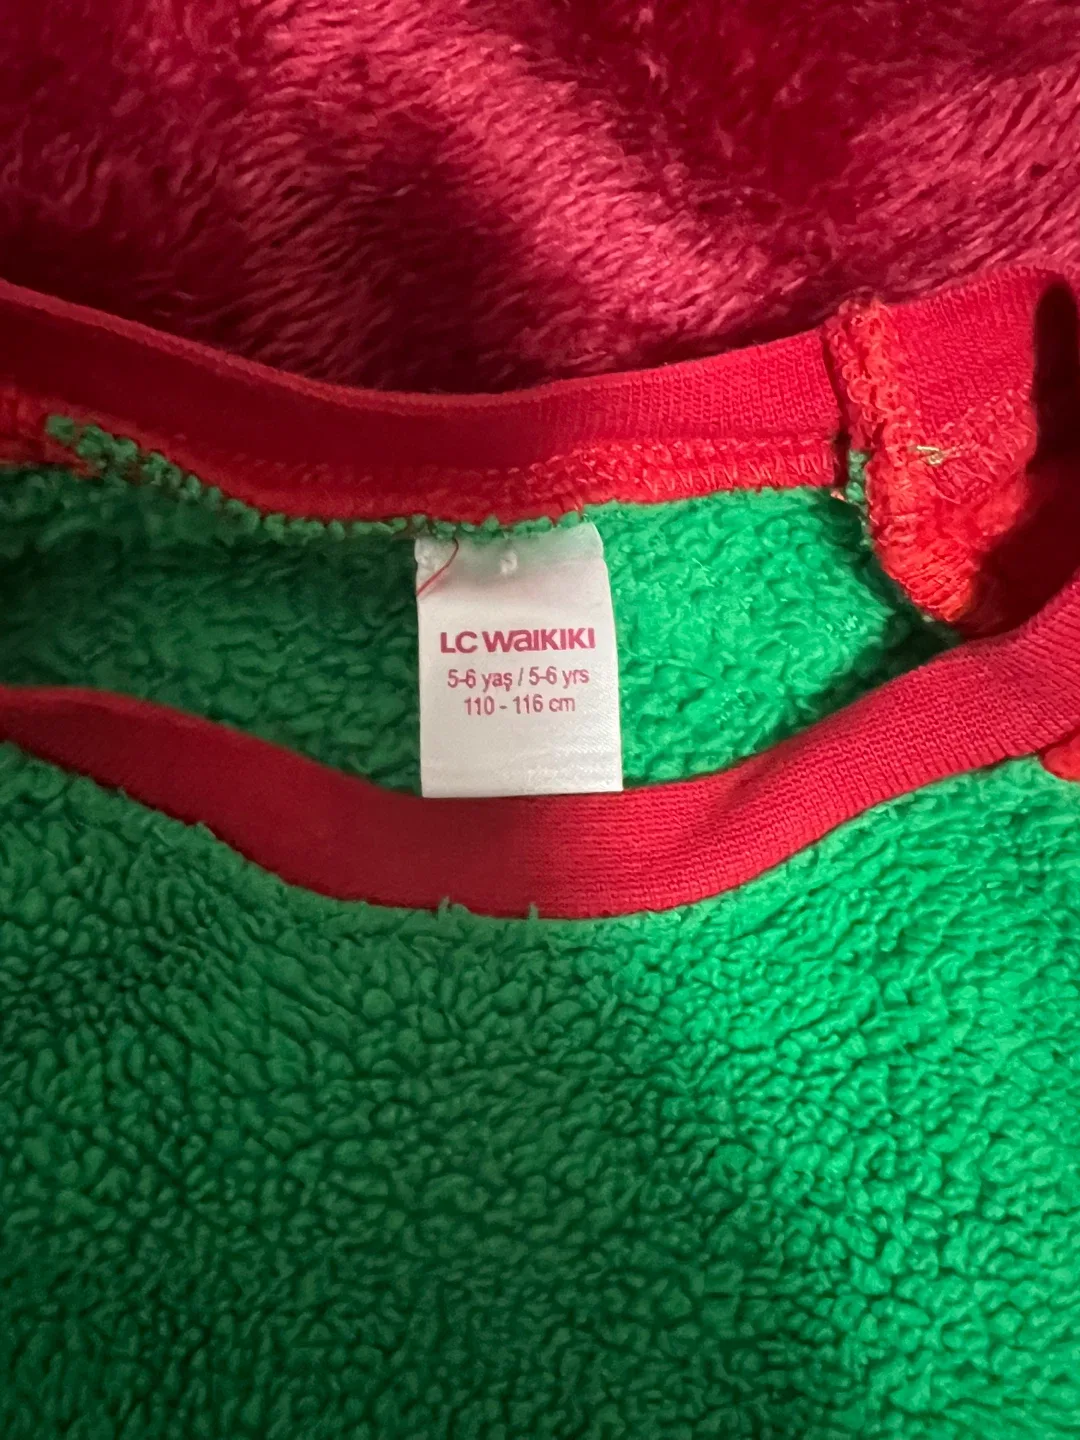 LC WAIKIKI
5-6 yaş / 5-6 yrs
110 - 116 cm